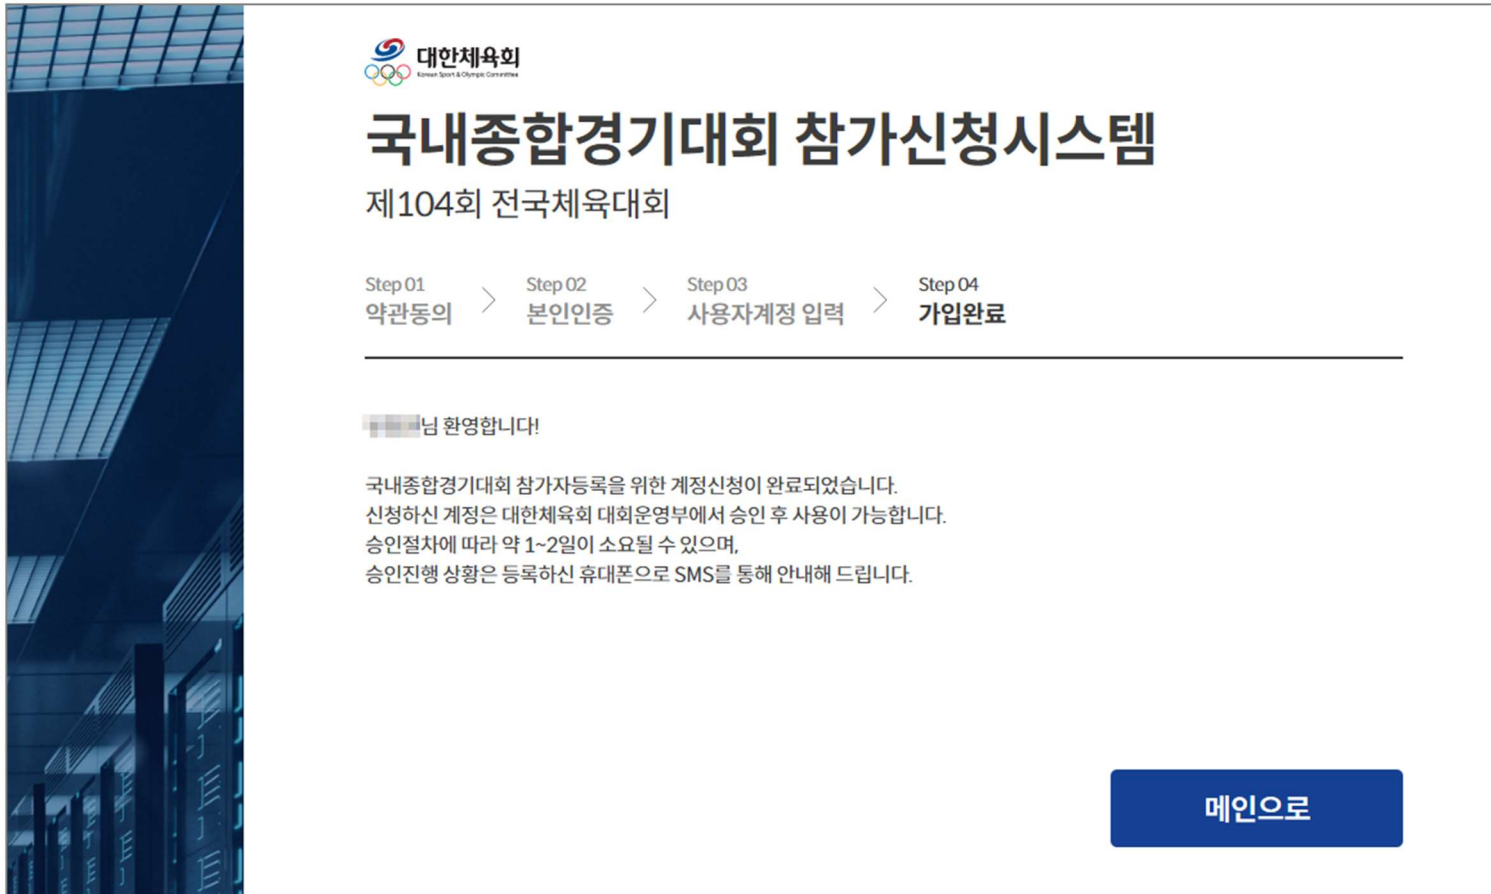 대한체육회
Korean Sport & Olympic Committee
국내종합경기대회 참가신청시스템
제104회 전국체육대회
Step 01
약관동의
Step 02
본인인증
Step 03
사용자계정 입력
Step 04
가입완료
님 환영합니다!
국내종합경기대회 참가자등록을 위한 계정신청이 완료되었습니다.
신청하신 계정은 대한체육회 대회운영부에서 승인 후 사용이 가능합니다.
승인절차에 따라 약 1~2일이 소요될 수 있으며,
승인진행 상황은 등록하신 휴대폰으로 SMS를 통해 안내해 드립니다.
메인으로